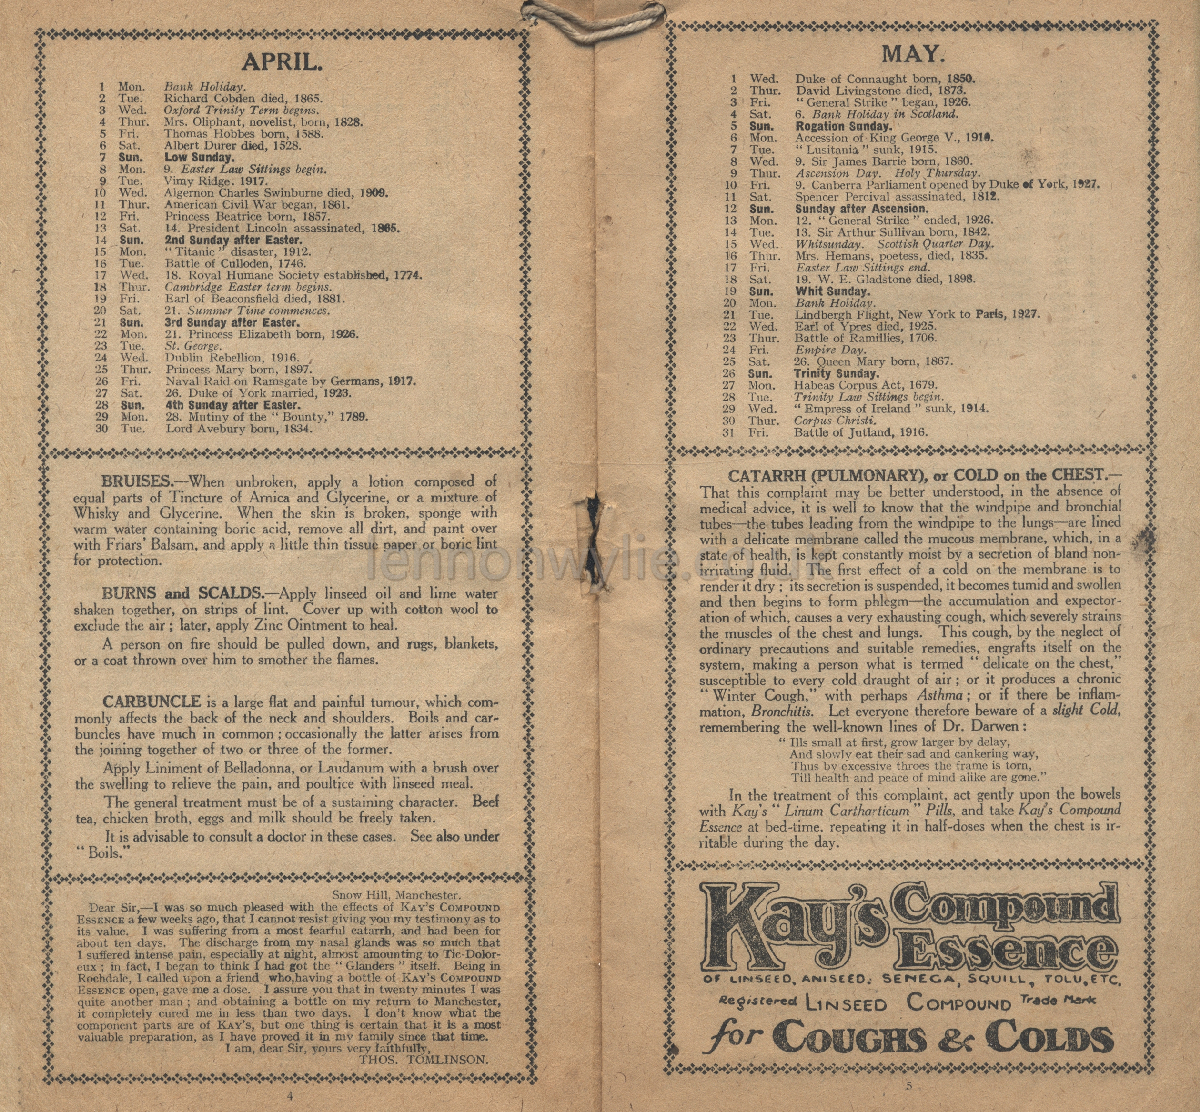 APRIL.
1 Mon. Bank Holiday.
2 Tue. Richard Cobden died, 1865.
3 Wed. Oxford Trinity Term begins.
4 Thur. Mrs. Oliphant, novelist, born, 1828.
5 Fri. Thomas Hobbes born, 1588.
6 Sat. Albert Durer died, 1528.
7 Sun. Low Sunday.
8 Mon. 9. Easter Law Sittings begin.
9 Tue. Vimy Ridge, 1917.
10 Wed. Algernon Charles Swinburne died, 1909.
11 Thur. American Civil War began, 1861.
12 Fri. Princess Beatrice born, 1857.
13 Sat. 14. President Lincoln assassinated, 1865.
14 Sun. 2nd Sunday after Easter.
15 Mon. "Titanic" disaster, 1912.
16 Tue. Battle of Culloden, 1746.
17 Wed. 18. Royal Humane Society established, 1774.
18 Thur. Cambridge Easter term begins.
19 Fri. Earl of Beaconsfield died, 1881.
20 Sat. 21. Summer Time commences.
21 Sun. 3rd Sunday after Easter.
22 Mon. 21. Princess Elizabeth born, 1926.
23 Tue. St. George.
24 Wed. Dublin Rebellion, 1916.
25 Thur. Princess Mary born, 1897.
26 Fri. Naval Raid on Ramsgate by Germans, 1917.
27 Sat. 26. Duke of York married, 1923.
28 Sun. 4th Sunday after Easter.
29 Mon. 28. Mutiny of the "Bounty," 1789.
30 Tue. Lord Avebury born, 1834.
BRUISES.—When unbroken, apply a lotion composed of
equal parts of Tincture of Arnica and Glycerine, or a mixture of
Whisky and Glycerine. When the skin is broken, sponge with
warm water containing boric acid, remove all dirt, and paint over
with Friars' Balsam, and apply a little thin tissue paper or boric lint
for protection.
BURNS and SCALDS.—Apply linseed oil and lime water
shaken together, on strips of lint. Cover up with cotton wool to
exclude the air; later, apply Zinc Ointment to heal.
A person on fire should be pulled down, and rugs, blankets,
or a coat thrown over him to smother the flames.
CARBUNCLE is a large flat and painful tumour, which com-
monly affects the back of the neck and shoulders. Boils and car-
buncles have much in common; occasionally the latter arises from
the joining together of two or three of the former.
Apply Liniment of Belladonna, or Laudanum with a brush over
the swelling to relieve the pain, and poultice with linseed meal.
The general treatment must be of a sustaining character. Beef
tea, chicken broth, eggs and milk should be freely taken.
It is advisable to consult a doctor in these cases. See also under
"Boils."
Snow Hill, Manchester.
Dear Sir,—I was so much pleased with the effects of KAY'S COMPOUND
ESSENCE a few weeks ago, that I cannot resist giving you my testimony as to
its value. I was suffering from a most fearful catarrh, and had been for
about ten days. The discharge from my nasal glands was so much that
I suffered intense pain, especially at night, almost amounting to Tic-Dolor-
eux; in fact, I began to think I had got the "Glanders" itself. Being in
Rochdale, I called upon a friend who, having a bottle of KAY'S COMPOUND
ESSENCE open, gave me a dose. I assure you that in twenty minutes I was
quite another man; and obtaining a bottle on my return to Manchester,
it completely cured me in less than two days. I don't know what the
component parts are of KAY'S, but one thing is certain that it is a most
valuable preparation, as I have proved it in my family since that time.
I am, dear Sir, yours very faithfully,
THOS. TOMLINSON.
4
MAY.
1 Wed. Duke of Connaught born, 1850.
2 Thur. David Livingstone died, 1873.
3 Fri. "General Strike" began, 1926.
4 Sat. 6. Bank Holiday in Scotland.
5 Sun. Rogation Sunday.
6 Mon. Accession of King George V., 1910.
7 Tue. "Lusitania" sunk, 1915.
8 Wed. 9. Sir James Barrie born, 1860.
9 Thur. Ascension Day. Holy Thursday.
10 Fri. 9. Canberra Parliament opened by Duke of York, 1927.
11 Sat. Spencer Percival assassinated, 1812.
12 Sun. Sunday after Ascension.
13 Mon. 12. "General Strike" ended, 1926.
14 Tue. 13. Sir Arthur Sullivan born, 1842.
15 Wed. Whitsunday. Scottish Quarter Day.
16 Thur. Mrs. Hemans, poetess, died, 1835.
17 Fri. Easter Law Sittings end.
18 Sat. 19. W. E. Gladstone died, 1898.
19 Sun. Whit Sunday.
20 Mon. Bank Holiday.
21 Tue. Lindbergh Flight, New York to Paris, 1927.
22 Wed. Earl of Ypres died, 1925.
23 Thur. Battle of Ramillies, 1706.
24 Fri. Empire Day.
25 Sat. 26. Queen Mary born, 1867.
26 Sun. Trinity Sunday.
27 Mon. Habeas Corpus Act, 1679.
28 Tue. Trinity Law Sittings begin.
29 Wed. "Empress of Ireland" sunk, 1914.
30 Thur. Corpus Christi.
31 Fri. Battle of Jutland, 1916.
CATARRH (PULMONARY), or COLD on the CHEST.—
That this complaint may be better understood, in the absence of
medical advice, it is well to know that the windpipe and bronchial
tubes—the tubes leading from the windpipe to the lungs—are lined
with a delicate membrane called the mucous membrane, which, in a
state of health, is kept constantly moist by a secretion of bland non-
irritating fluid. The first effect of a cold on the membrane is to
render it dry; its secretion is suspended, it becomes tumid and swollen
and then begins to form phlegm—the accumulation and expector-
ation of which, causes a very exhausting cough, which severely strains
the muscles of the chest and lungs. This cough, by the neglect of
ordinary precautions and suitable remedies, engrafts itself on the
system, making a person what is termed "delicate on the chest,"
susceptible to every cold draught of air; or it produces a chronic
"Winter Cough," with perhaps Asthma; or if there be inflam-
mation, Bronchitis. Let everyone therefore beware of a slight Cold,
remembering the well-known lines of Dr. Darwen:
"Ills small at first, grow larger by delay,
And slowly eat their sad and cankering way,
Thus by excessive throes the frame is torn,
Till health and peace of mind alike are gone."
In the treatment of this complaint, act gently upon the bowels
with Kay's "Linum Cartharticum" Pills, and take Kay's Compound
Essence at bed-time, repeating it in half-doses when the chest is ir-
ritable during the day.
Kay's Compound
Essence
OF LINSEED, ANISEED, SENEGA, SQUILL, TOLU, ETC,
Registered LINSEED COMPOUND Trade Mark
for COUGHS & COLDS
5
lennonwylie.co.uk